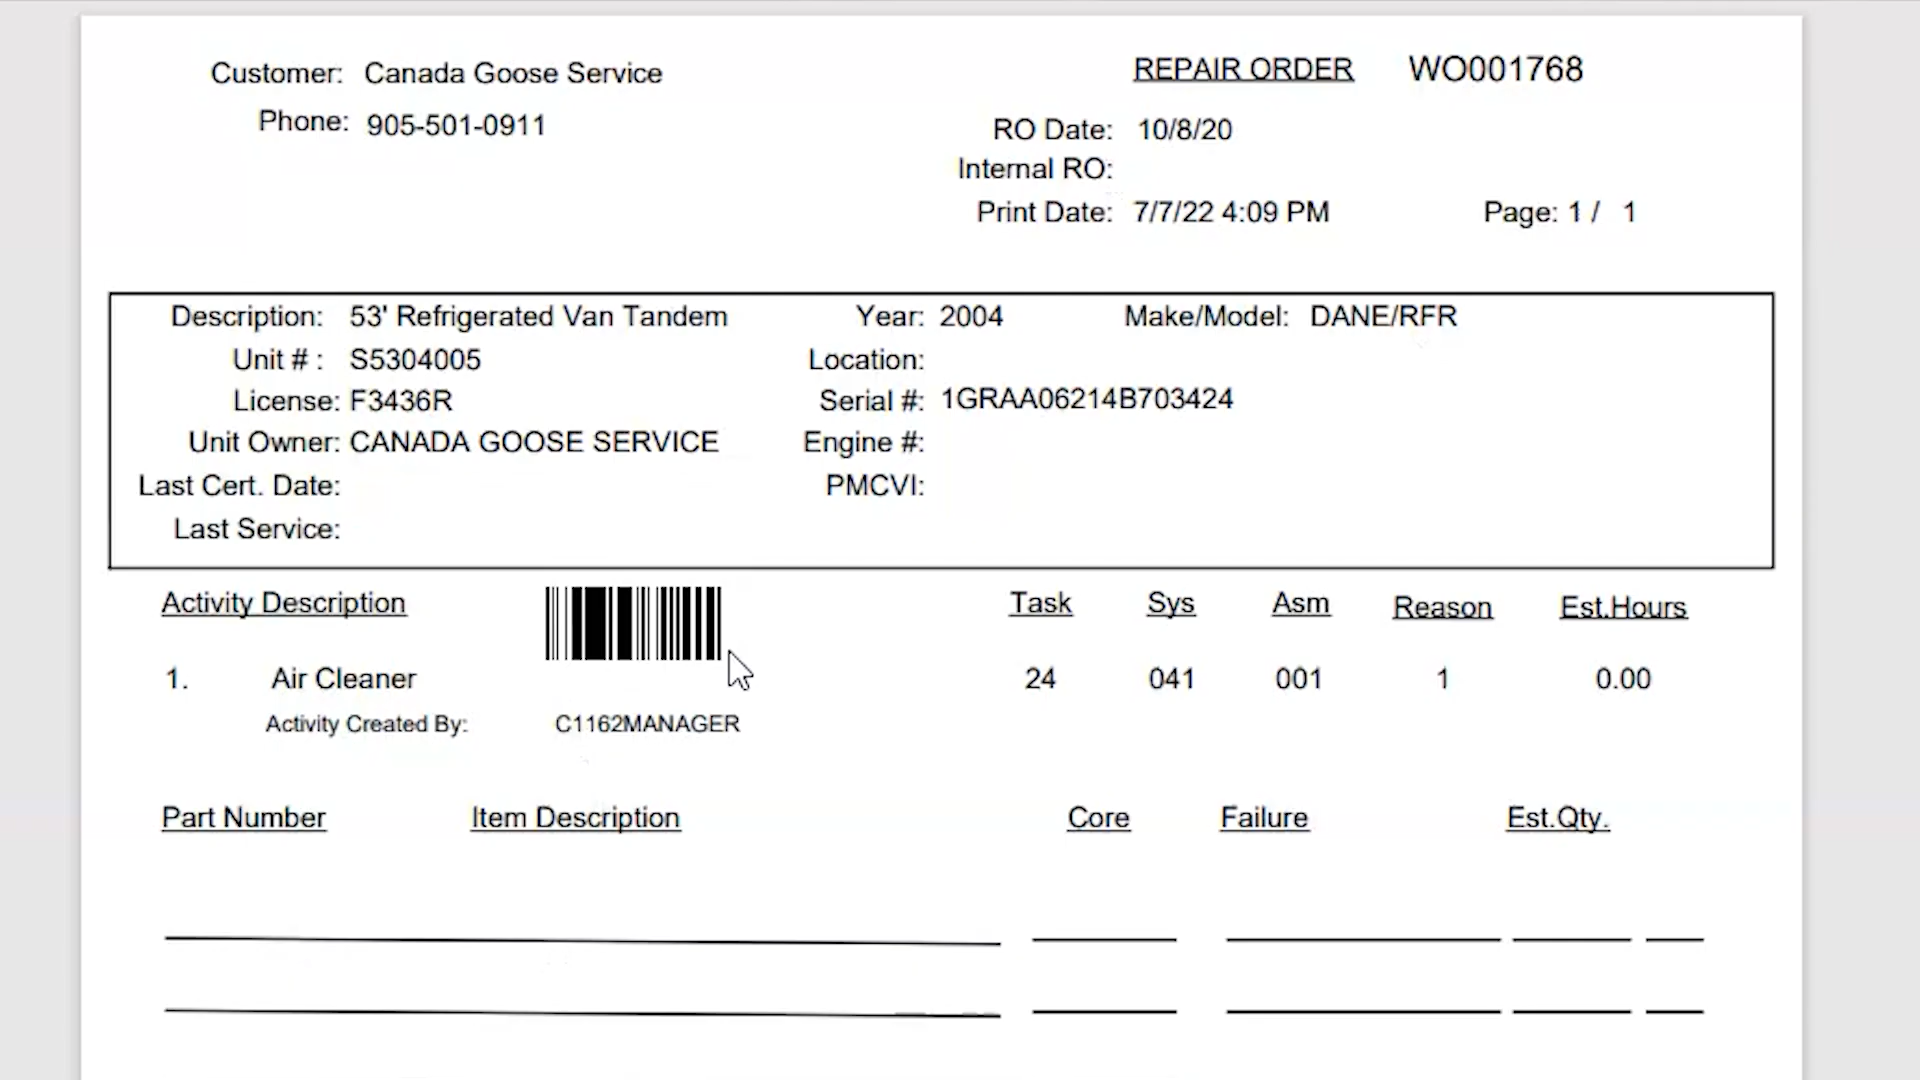 Customer: Canada Goose Service
Phone: 905-501-0911
REPAIR ORDER WO001768
RO Date: 10/8/20
Internal RO:
Print Date: 7/7/22 4:09 PM Page: 1 / 1
Description: 53' Refrigerated Van Tandem Year: 2004 Make/Model: DANE/RFR
Unit # : S5304005 Location:
License: F3436R Serial #: 1GRAA06214B703424
Unit Owner: CANADA GOOSE SERVICE Engine #:
Last Cert. Date: PMCVI:
Last Service:
Activity Description Task Sys Asm Reason Est.Hours
1. Air Cleaner 24 041 001 1 0.00
Activity Created By: C1162MANAGER
Part Number Item Description Core Failure Est.Qty.